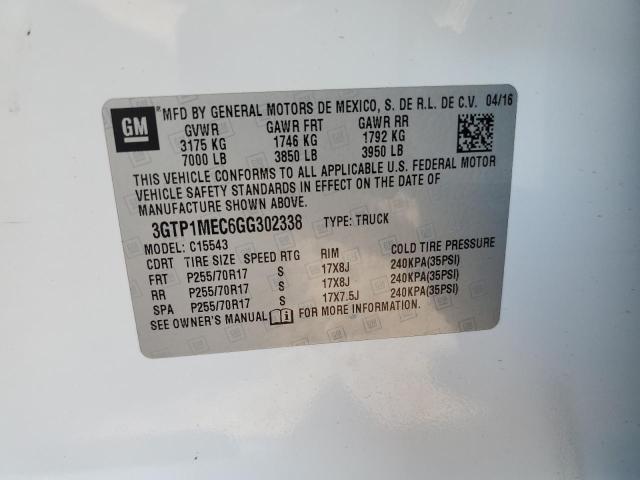 GM
MFD BY GENERAL MOTORS DE MEXICO, S. DE R.L. DE C.V. 04/16
GVWR GAWR FRT GAWR RR
3175 KG 1746 KG 1792 KG
7000 LB 3850 LB 3950 LB
THIS VEHICLE CONFORMS TO ALL APPLICABLE U.S. FEDERAL MOTOR
VEHICLE SAFETY STANDARDS IN EFFECT ON THE DATE OF
MANUFACTURE SHOWN ABOVE.
3GTP1MEC6GG302338 TYPE: TRUCK
MODEL: C15543
CDRT TIRE SIZE SPEED RTG RIM COLD TIRE PRESSURE
FRT P255/70R17 S 17X8J 240KPA(35PSI)
RR P255/70R17 S 17X8J 240KPA(35PSI)
SPA P255/70R17 S 17X7.5J 240KPA(35PSI)
SEE OWNER'S MANUAL FOR MORE INFORMATION.